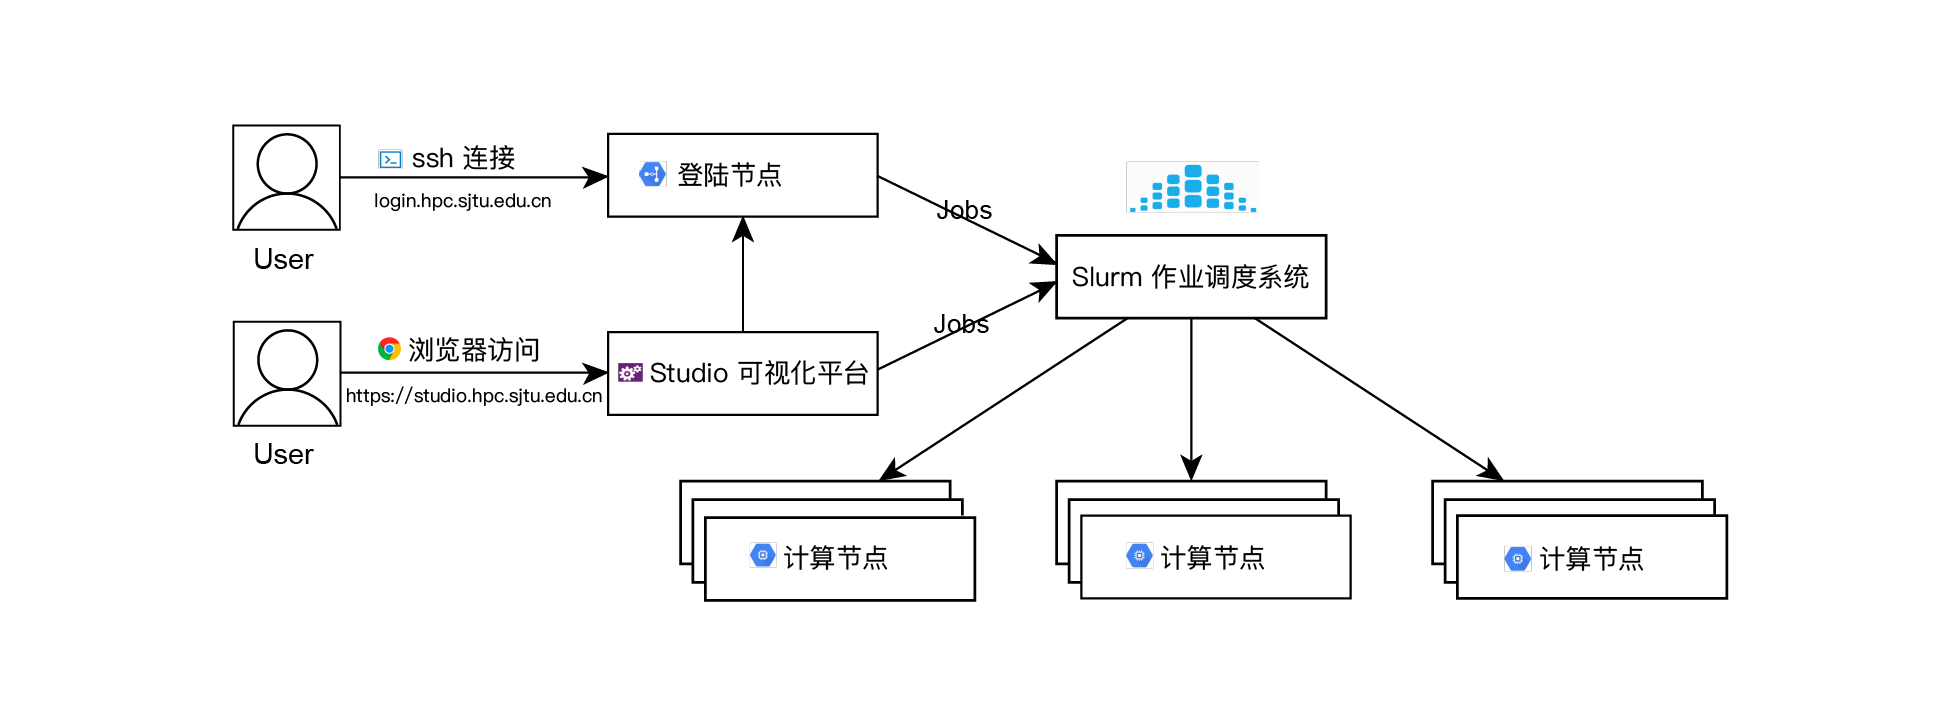 ssh 连接
login.hpc.sjtu.edu.cn
User
登陆节点
Jobs
浏览器访问
https://studio.hpc.sjtu.edu.cn
User
Studio 可视化平台
Jobs
Slurm 作业调度系统
计算节点
计算节点
计算节点